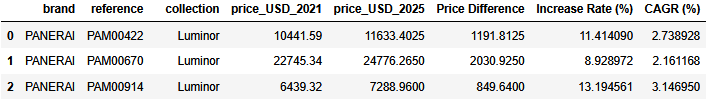 brand reference collection price_USD_2021 price_USD_2025 Price Difference Increase Rate (%) CAGR (%)
0 PANERAI PAM00422 Luminor 10441.59 11633.4025 1191.8125 11.414090 2.738928
1 PANERAI PAM00670 Luminor 22745.34 24776.2650 2030.9250 8.928972 2.161168
2 PANERAI PAM00914 Luminor 6439.32 7288.9600 849.6400 13.194561 3.146950